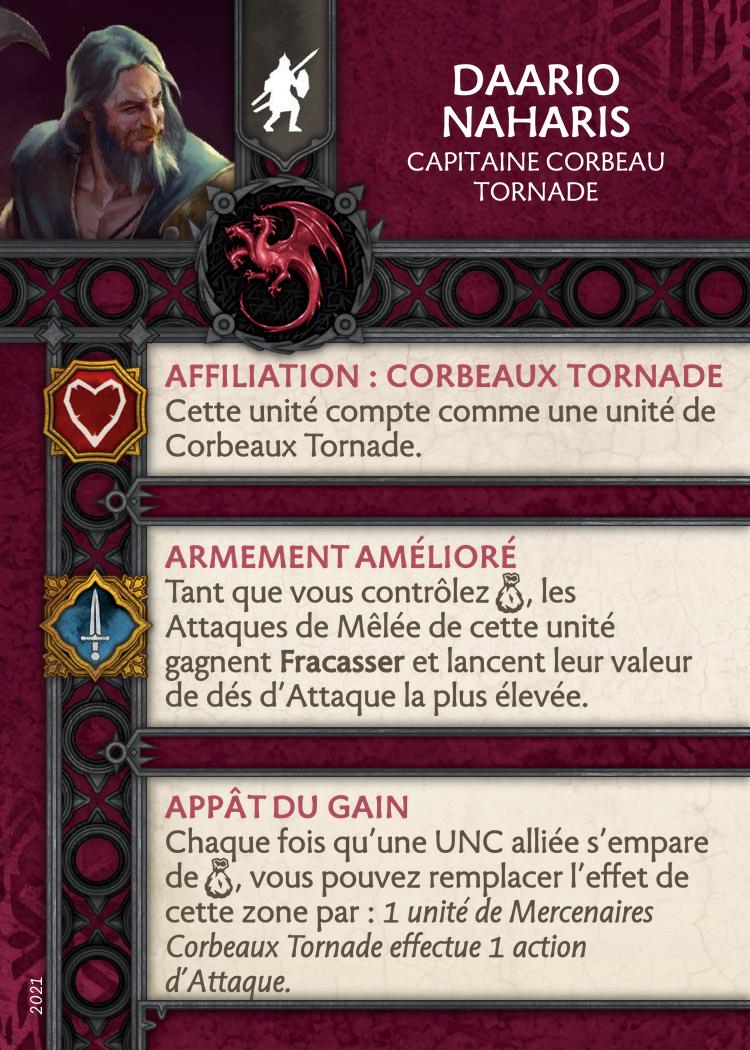 DAARIO
NAHARIS
CAPITAINE CORBEAU
TORNADE
AFFILIATION : CORBEAUX TORNADE
Cette unité compte comme une unité de
Corbeaux Tornade.
ARMEMENT AMÉLIORÉ
Tant que vous contrôlez , les
Attaques de Mêlée de cette unité
gagnent Fracasser et lancent leur valeur
de dés d’Attaque la plus élevée.
APPÂT DU GAIN
Chaque fois qu’une UNC alliée s’empare
de , vous pouvez remplacer l’effet de
cette zone par : 1 unité de Mercenaires
Corbeaux Tornade effectue 1 action
d’Attaque.
2021